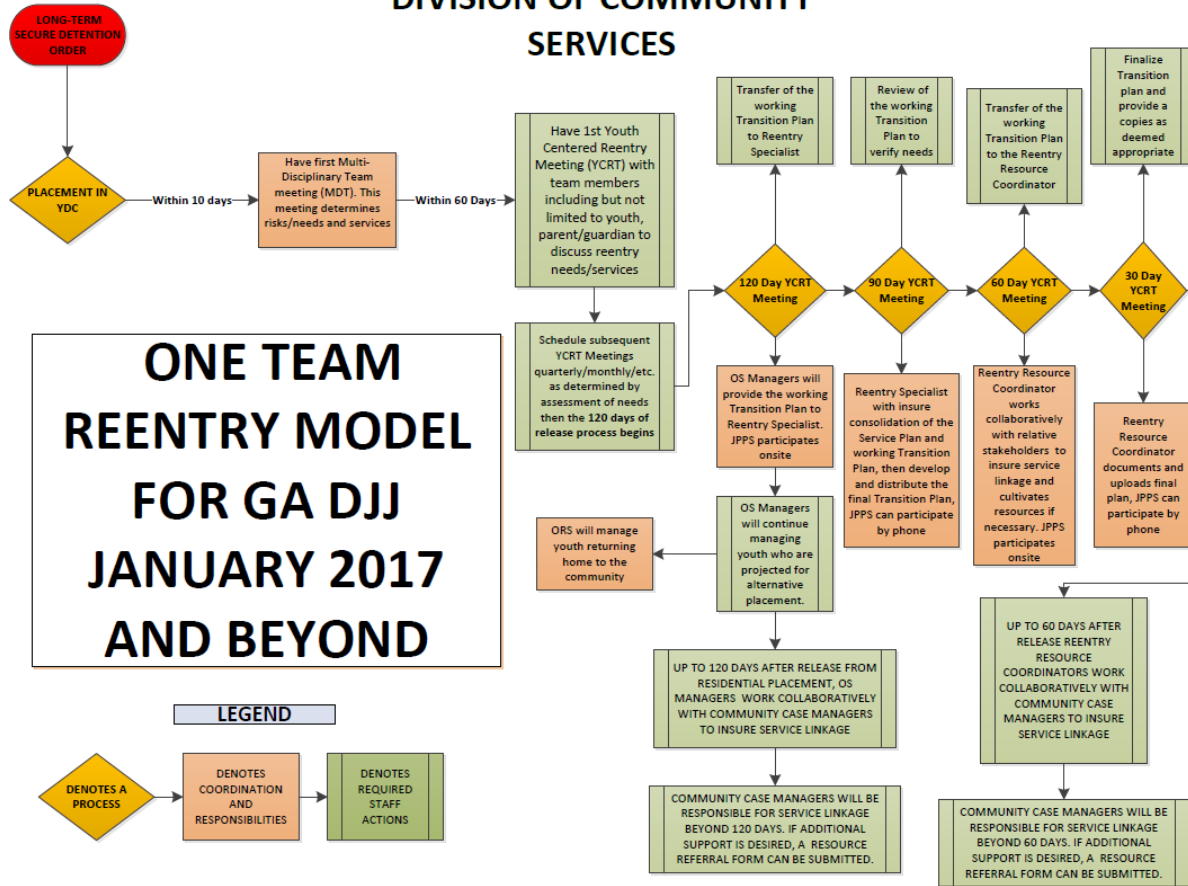 DIVISION OF COMMUNITY
SERVICES
LONG-TERM
SECURE DETENTION
ORDER
PLACEMENT IN
YDC
Within 10 days
Have first Multi-
Disciplinary Team
meeting (MDT). This
meeting determines
risks/needs and services
Within 60 Days
Have 1st Youth
Centered Reentry
Meeting (YCRT) with
team members
including but not
limited to youth,
parent/guardian to
discuss reentry
needs/services
Schedule subsequent
YCRT Meetings
quarterly/monthly/etc.
as determined by
assessment of needs
then the 120 days of
release process begins
Transfer of the
working
Transition Plan
to Reentry
Specialist
Review of
the working
Transition
Plan to
verify needs
Transfer of the
working
Transition Plan
to the Reentry
Resource
Coordinator
Finalize
Transition
plan and
provide a
copies as
deemed
appropriate
120 Day YCRT
Meeting
90 Day YCRT
Meeting
60 Day YCRT
Meeting
30 Day
YCRT
Meeting
OS Managers will
provide the working
Transition Plan to
Reentry Specialist.
JPPS participates
onsite
Reentry Specialist
with insure
consolidation of the
Service Plan and
working Transition
Plan, then develop
and distribute the
final Transition Plan,
JPPS can participate
by phone
Reentry Resource
Coordinator
works
collaboratively
with relative
stakeholders to
insure service
linkage and
cultivates
resources if
necessary. JPPS
participates
onsite
Reentry
Resource
Coordinator
documents and
uploads final
plan, JPPS can
participate by
phone
OS Managers
will continue
managing
youth who are
projected for
alternative
placement.
ORS will manage
youth returning
home to the
community
UP TO 120 DAYS AFTER RELEASE FROM
RESIDENTIAL PLACEMENT, OS
MANAGERS WORK COLLABORATIVELY
WITH COMMUNITY CASE MANAGERS
TO INSURE SERVICE LINKAGE
COMMUNITY CASE MANAGERS WILL BE
RESPONSIBLE FOR SERVICE LINKAGE
BEYOND 120 DAYS. IF ADDITIONAL
SUPPORT IS DESIRED, A RESOURCE
REFERRAL FORM CAN BE SUBMITTED.
UP TO 60 DAYS AFTER
RELEASE REENTRY
RESOURCE
COORDINATORS WORK
COLLABORATIVELY WITH
COMMUNITY CASE
MANAGERS TO INSURE
SERVICE LINKAGE
COMMUNITY CASE MANAGERS WILL BE
RESPONSIBLE FOR SERVICE LINKAGE
BEYOND 60 DAYS. IF ADDITIONAL
SUPPORT IS DESIRED, A RESOURCE
REFERRAL FORM CAN BE SUBMITTED.
ONE TEAM
REENTRY MODEL
FOR GA DJJ
JANUARY 2017
AND BEYOND
LEGEND
DENOTES A
PROCESS
DENOTES
COORDINATION
AND
RESPONSIBILITIES
DENOTES
REQUIRED
STAFF
ACTIONS